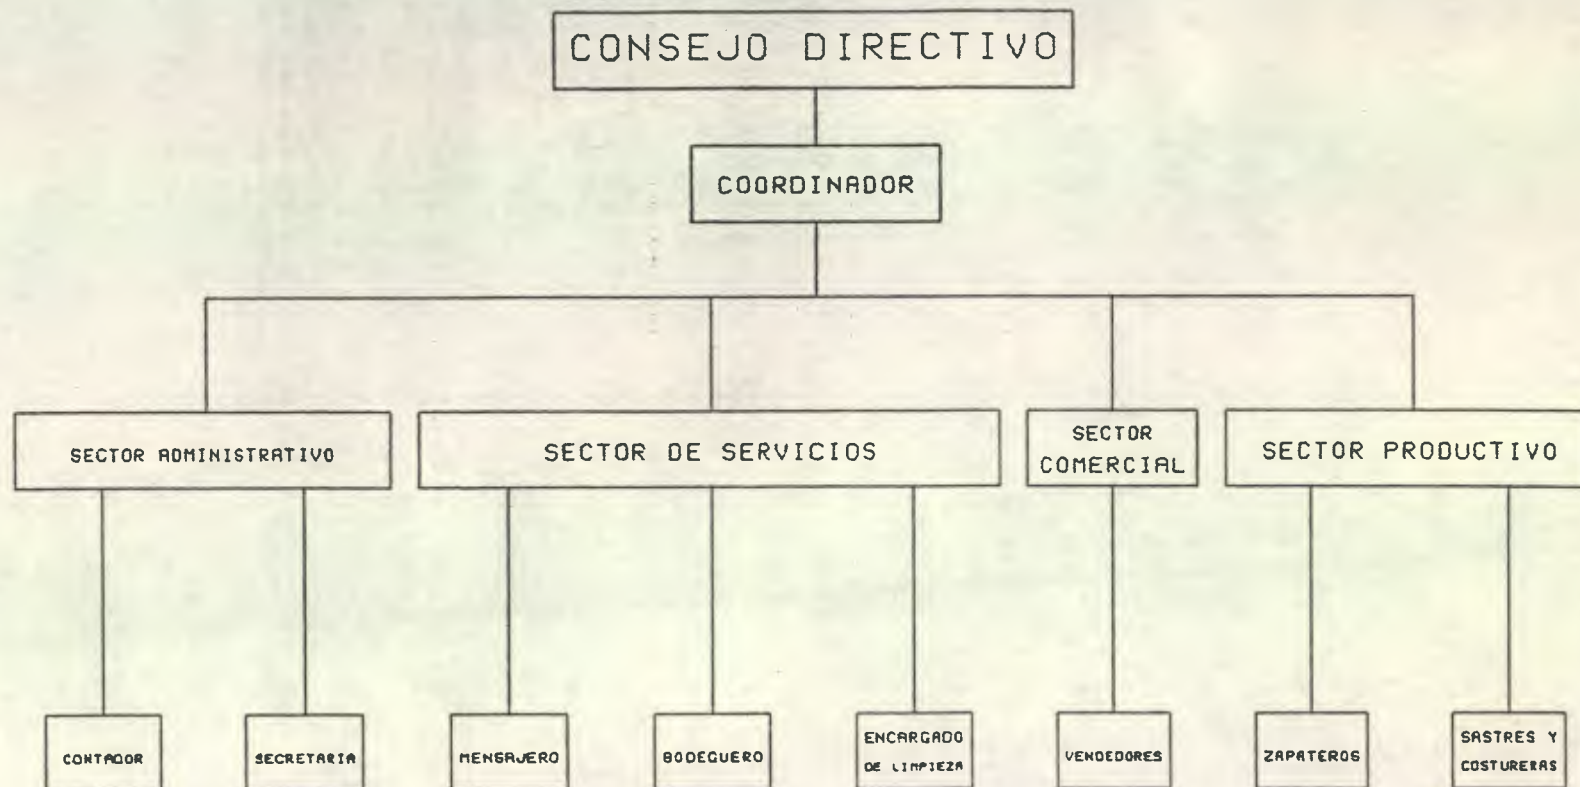 CONSEJO DIRECTIVO
COORDINADOR
SECTOR ADMINISTRATIVO
SECTOR DE SERVICIOS
SECTOR
COMERCIAL
SECTOR PRODUCTIVO
CONTADOR
SECRETARIA
MENSAJERO
BODEGUERO
ENCARGADO
DE LIMPIEZA
VENDEDORES
ZAPATEROS
SASTRES Y
COSTURERAS